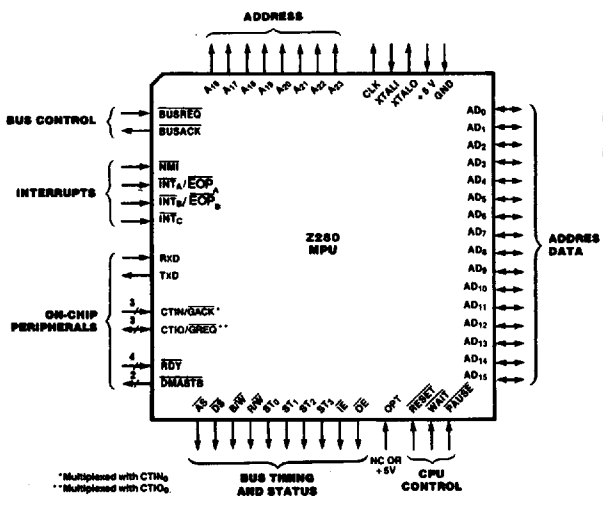 ADDRESS
A16 A17 A18 A19 A20 A21 A22 A23
CLK XTALI XTALO +5 V GND
BUS CONTROL
BUSREQ
BUSACK
INTERRUPTS
NMI
INTA/EOPA
INTB/EOPB
INTC
ON-CHIP
PERIPHERALS
RXD
TXD
3 CTIN/GACK*
3 CTIO/GREQ**
4 RDY
2 DMASTB
Z280
MPU
AD0
AD1
AD2
AD3
AD4
AD5
AD6
AD7
AD8
AD9
AD10
AD11
AD12
AD13
AD14
AD15
ADDRES
DATA
AS DS B/W R/W ST0 ST1 ST2 ST3 IE OE OPT RESET WAIT PAUSE
BUS TIMING
AND STATUS
NC OR
+5V
CPU
CONTROL
*Multiplexed with CTIN0
**Multiplexed with CTIO0.